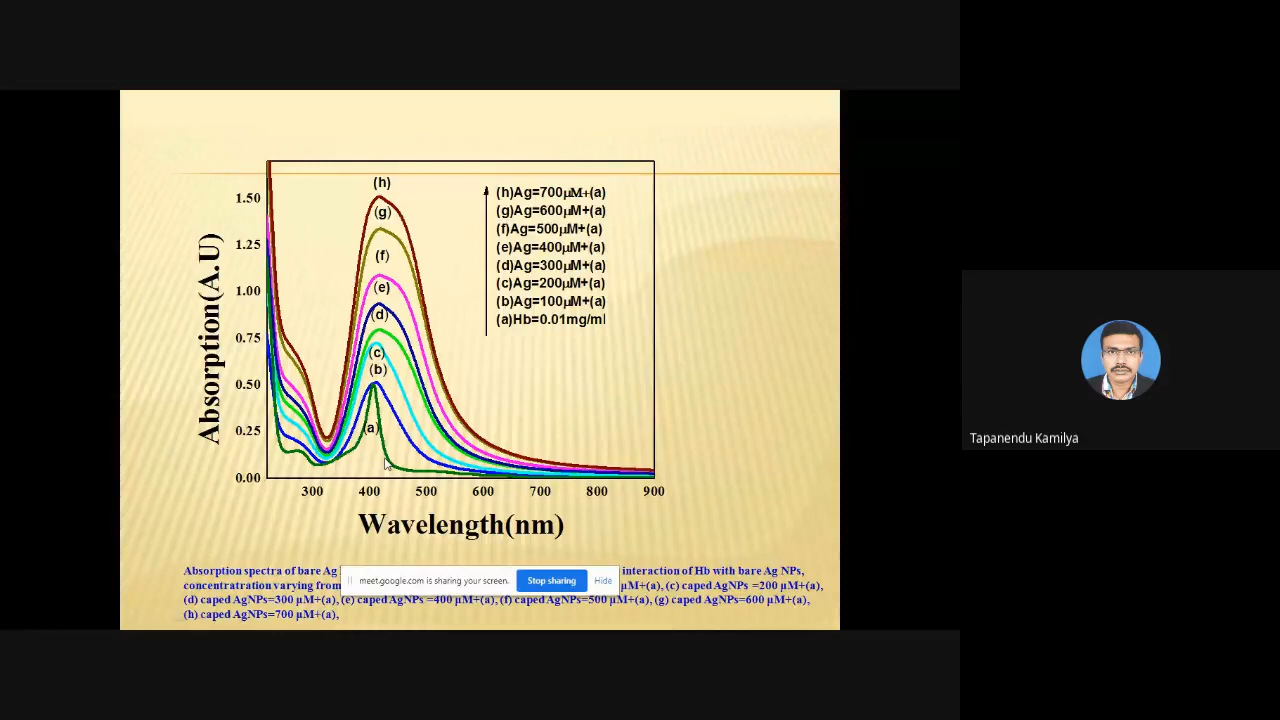 (h)
(g)
(f)
(e)
(d)
(c)
(b)
(a)
(h)Ag=700µM+(a)
(g)Ag=600µM+(a)
(f)Ag=500µM+(a)
(e)Ag=400µM+(a)
(d)Ag=300µM+(a)
(c)Ag=200µM+(a)
(b)Ag=100µM+(a)
(a)Hb=0.01mg/ml
1.50
1.25
1.00
0.75
0.50
0.25
0.00
Absorption(A.U)
300 400 500 600 700 800 900
Wavelength(nm)
Tapanendu Kamilya
Absorption spectra of bare Ag interaction of Hb with bare Ag NPs,
concentratration varying from µM+(a), (c) caped AgNPs =200 µM+(a),
(d) caped AgNPs=300 µM+(a), (e) caped AgNPs =400 µM+(a), (f) caped AgNPs=500 µM+(a), (g) caped AgNPs=600 µM+(a),
(h) caped AgNPs=700 µM+(a),
meet.google.com is sharing your screen. Stop sharing Hide